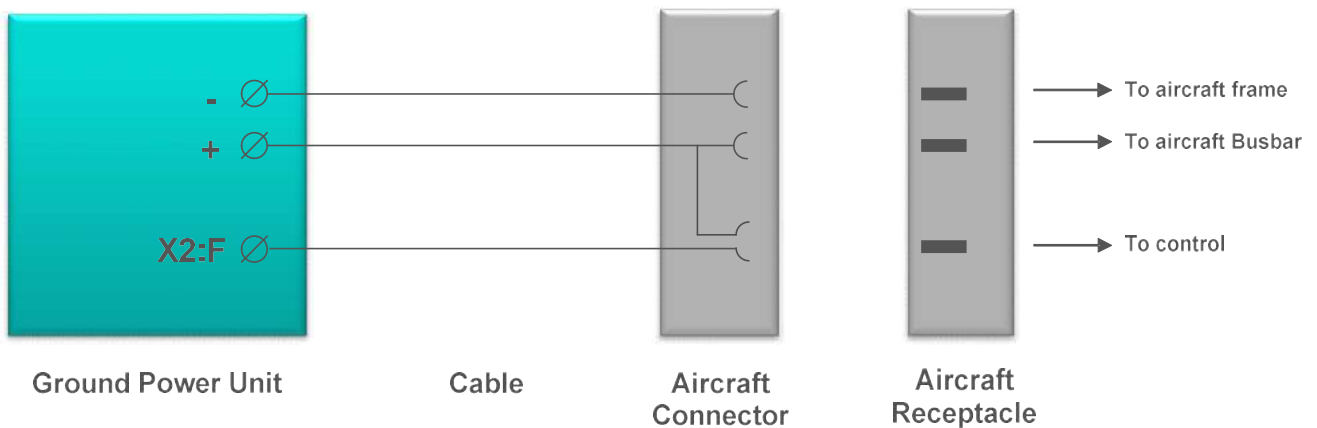 -
To aircraft frame
+
To aircraft Busbar
X2:F
To control
Ground Power Unit
Cable
Aircraft
Connector
Aircraft
Receptacle